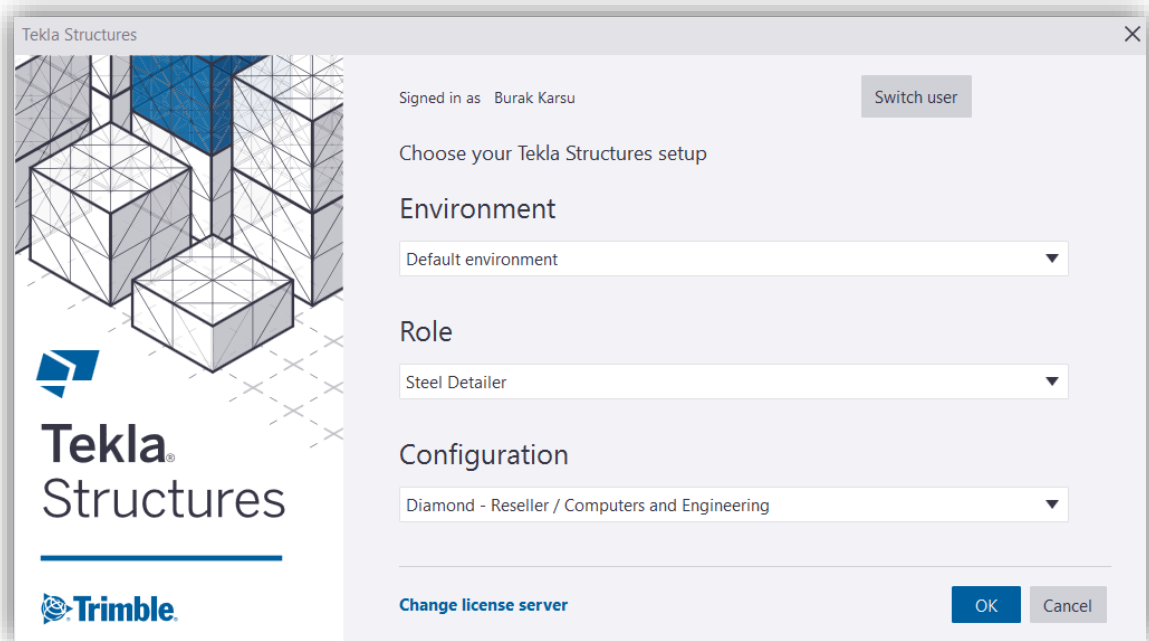 Tekla Structures
Signed in as Burak Karsu
Switch user
Choose your Tekla Structures setup
Environment
Default environment
Role
Steel Detailer
Configuration
Diamond - Reseller / Computers and Engineering
Tekla®
Structures
Trimble®
Change license server
OK
Cancel